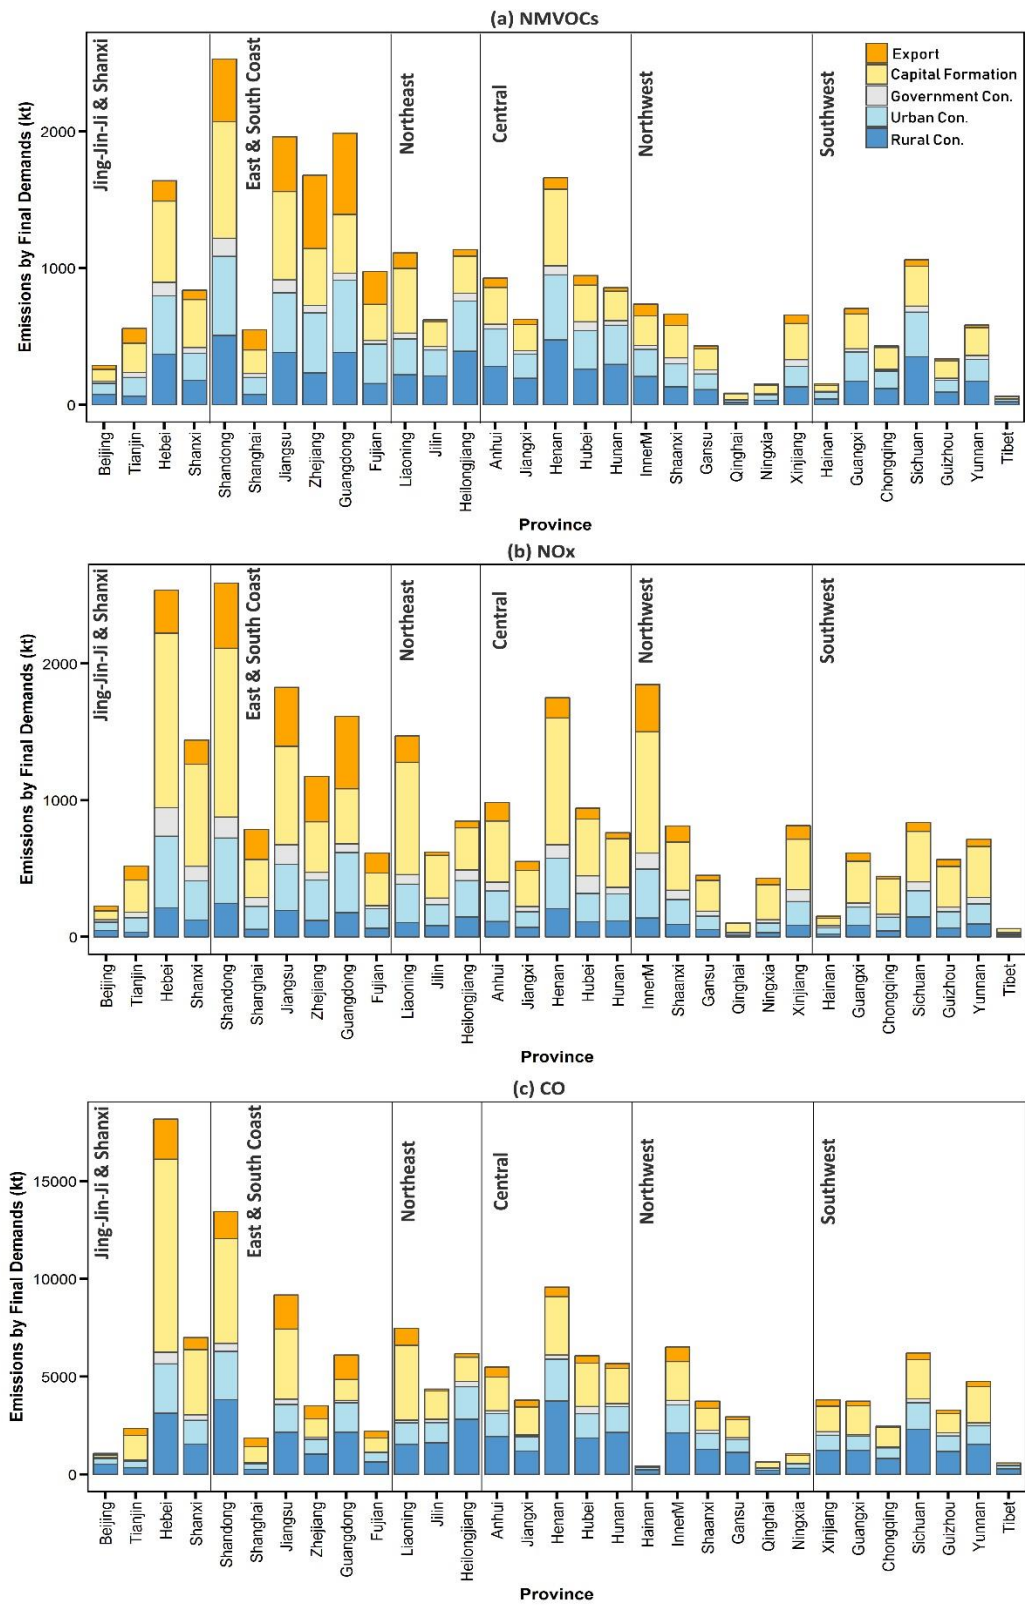 (a) NMVOCs
Emissions by Final Demands (kt)
2000
1000
0
Jing-Jin-Ji & Shanxi
East & South Coast
Northeast
Central
Northwest
Southwest
Export
Capital Formation
Government Con.
Urban Con.
Rural Con.
Beijing
Tianjin
Hebei
Shanxi
Shandong
Shanghai
Jiangsu
Zhejiang
Guangdong
Fujian
Liaoning
Jilin
Heilongjiang
Anhui
Jiangxi
Henan
Hubei
Hunan
InnerM
Shaanxi
Gansu
Qinghai
Ningxia
Xinjiang
Hainan
Guangxi
Chongqing
Sichuan
Guizhou
Yunnan
Tibet
Province
(b) NOx
Emissions by Final Demands (kt)
2000
1000
0
Jing-Jin-Ji & Shanxi
East & South Coast
Northeast
Central
Northwest
Southwest
Beijing
Tianjin
Hebei
Shanxi
Shandong
Shanghai
Jiangsu
Zhejiang
Guangdong
Fujian
Liaoning
Jilin
Heilongjiang
Anhui
Jiangxi
Henan
Hubei
Hunan
InnerM
Shaanxi
Gansu
Qinghai
Ningxia
Xinjiang
Hainan
Guangxi
Chongqing
Sichuan
Guizhou
Yunnan
Tibet
Province
(c) CO
Emissions by Final Demands (kt)
15000
10000
5000
0
Jing-Jin-Ji & Shanxi
East & South Coast
Northeast
Central
Northwest
Southwest
Beijing
Tianjin
Hebei
Shanxi
Shandong
Shanghai
Jiangsu
Zhejiang
Guangdong
Fujian
Liaoning
Jilin
Heilongjiang
Anhui
Jiangxi
Henan
Hubei
Hunan
Hainan
InnerM
Shaanxi
Gansu
Qinghai
Ningxia
Xinjiang
Guangxi
Chongqing
Sichuan
Guizhou
Yunnan
Tibet
Province